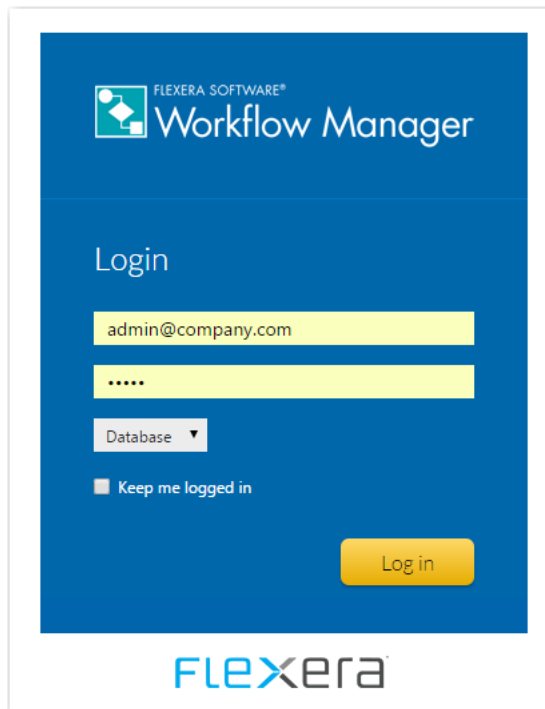 FLEXERA SOFTWARE®
Workflow Manager
Login
admin@company.com
•••••
Database ▼
Keep me logged in
Log in
FLEXERA